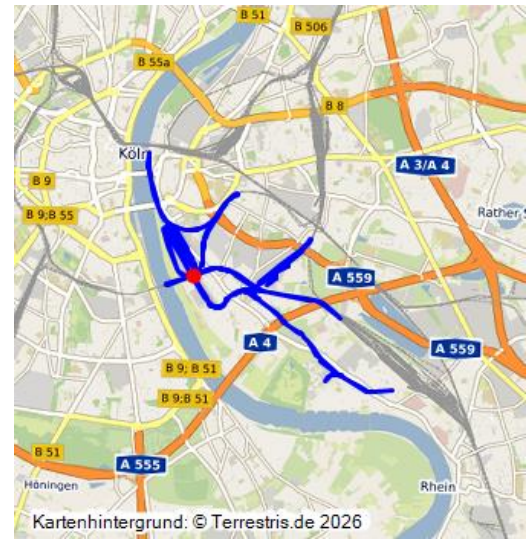 B 51
B 506
B 55a
B 8
Köln
A 3/A 4
B 9
B 9;B 55
Rather S
A 559
A 4
A 559
B 9; B 51
B 9;B 51
B 51
A 555
Höningen
Rhein
Kartenhintergrund: © Terrestris.de 2026